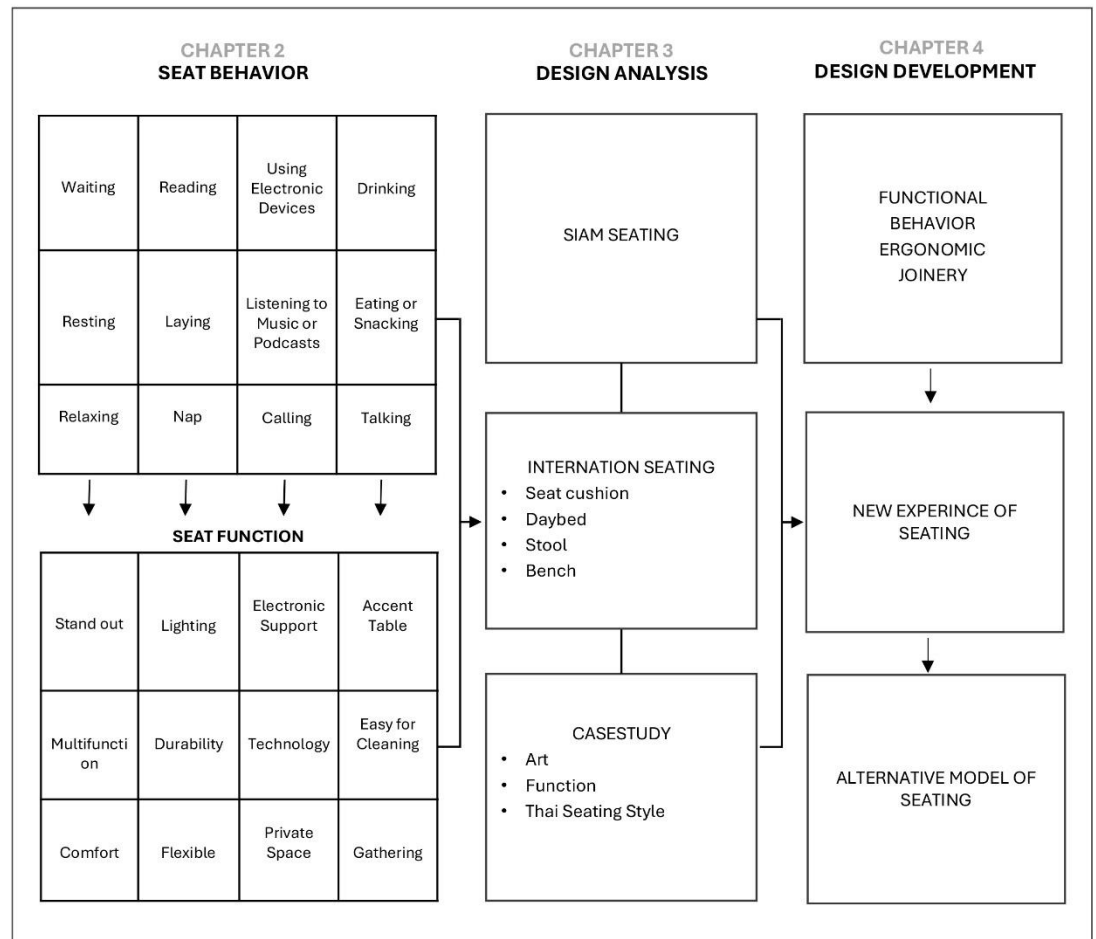 CHAPTER 2
SEAT BEHAVIOR
Waiting
Reading
Using
Electronic
Devices
Drinking
Resting
Laying
Listening to
Music or
Podcasts
Eating or
Snacking
Relaxing
Nap
Calling
Talking
SEAT FUNCTION
Stand out
Lighting
Electronic
Support
Accent
Table
Multifuncti
on
Durability
Technology
Easy for
Cleaning
Comfort
Flexible
Private
Space
Gathering
CHAPTER 3
DESIGN ANALYSIS
SIAM SEATING
INTERNATION SEATING
• Seat cushion
• Daybed
• Stool
• Bench
CASESTUDY
• Art
• Function
• Thai Seating Style
CHAPTER 4
DESIGN DEVELOPMENT
FUNCTIONAL
BEHAVIOR
ERGONOMIC
JOINERY
NEW EXPERINCE OF
SEATING
ALTERNATIVE MODEL OF
SEATING